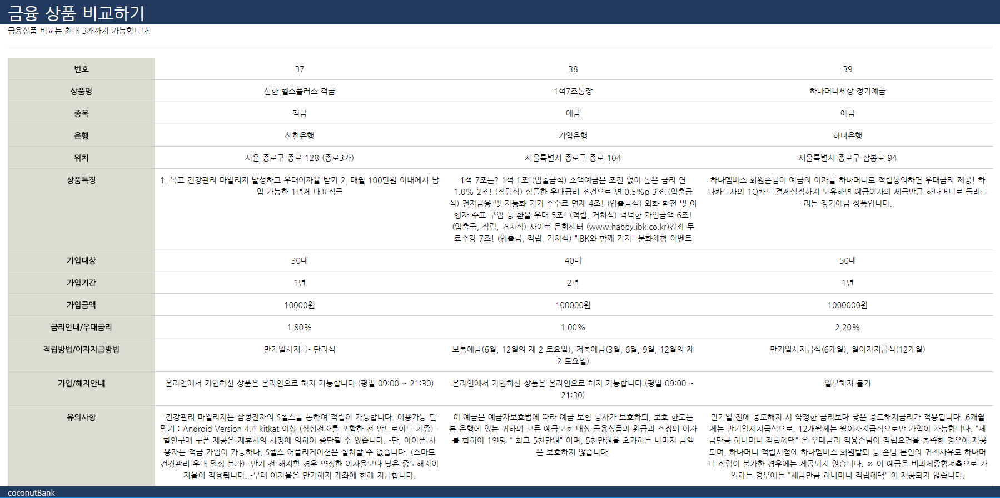 금융 상품 비교하기
금융상품 비교는 최대 3개까지 가능합니다.
번호 37 38 39
상품명 신한 헬스플러스 적금 1석7조통장 하나머니세상 정기예금
종목 적금 예금 예금
은행 신한은행 기업은행 하나은행
위치 서울 종로구 종로 128 (종로3가) 서울특별시 종로구 종로 104 서울특별시 종로구 삼봉로 94
상품특징
1. 목표 건강관리 마일리지 달성하고 우대이자율 받기 2. 매월 100만원 이내에서 납
입 가능한 1년제 대표적금
1석 7조는? 1석 1조!(입출금식) 소액예금은 조건 없이 높은 금리 연
1.0% 2조! (적립식) 심플한 우대금리 조건으로 연 0.5%p 3조!(입출금
식) 전자금융 및 자동화 기기 수수료 면제 4조! (입출금식) 외화 환전 및 여
행자 수표 구입 등 환율 우대 5조! (적립, 거치식) 넉넉한 가입금액 6조!
(입출금, 적립, 거치식) 사이버 문화센터 (www.happy.ibk.co.kr)강좌 무
료수강 7조! (입출금, 적립, 거치식) "IBK와 함께 가자" 문화체험 이벤트
하나멤버스 회원손님이 예금의 이자를 하나머니로 적립동의하면 우대금리 제공! 하
나카드사의 1Q카드 결제실적까지 보유하면 예금이자의 세금만큼 하나머니로 돌려드
리는 정기예금 상품입니다.
가입대상 30대 40대 50대
가입기간 1년 2년 1년
가입금액 10000원 100000원 1000000원
금리안내/우대금리 1.80% 1.00% 2.20%
적립방법/이자지급방법
만기일시지급- 단리식
보통예금(6월, 12월의 제 2 토요일), 저축예금(3월, 6월, 9월, 12월의 제
2 토요일)
만기일시지급식(6개월), 월이자지급식(12개월)
가입/해지안내
온라인에서 가입하신 상품은 온라인으로 해지 가능합니다.(평일 09:00 ~ 21:30)
온라인에서 가입하신 상품은 온라인으로 해지 가능합니다.(평일 09:00 ~
21:30)
일부해지 불가
유의사항
-건강관리 마일리지는 삼성전자의 S헬스를 통하여 적립이 가능합니다. 이용가능 단
말기 : Android Version 4.4 kitkat 이상 (삼성전자를 포함한 전 안드로이드 기종) -
할인구매 쿠폰 제공은 제휴사의 사정에 의하여 중단될 수 있습니다. -단, 아이폰 사
용자는 적금 가입이 가능하나, S헬스 어플리케이션은 설치할 수 없습니다. (스마트
건강관리 우대 달성 불가) -만기 전 해지할 경우 약정한 이자율보다 낮은 중도해지이
자율이 적용됩니다. -우대 이자율은 만기해지 계좌에 한해 지급합니다.
이 예금은 예금자보호법에 따라 예금 보험 공사가 보호하되, 보호 한도는
본 은행에 있는 귀하의 모든 예금보호 대상 금융상품의 원금과 소정의 이자
를 합하여 1인당 " 최고 5천만원" 이며, 5천만원을 초과하는 나머지 금액
은 보호하지 않습니다.
만기일 전에 중도해지 시 약정한 금리보다 낮은 중도해지금리가 적용됩니다. 6개월
제는 만기일시지급식으로, 12개월제는 월이자지급식으로만 가입이 가능합니다. "세
금만큼 하나머니 적립혜택" 은 우대금리 적용손님이 적립요건을 충족한 경우에 제공
되며, 하나머니 적립시점에 하나멤버스 회원탈퇴 등 손님 본인의 귀책사유로 하나머
니 적립이 불가한 경우에는 제공되지 않습니다. ※ 이 예금을 비과세종합저축으로 가
입하는 경우에는 "세금만큼 하나머니 적립혜택" 이 제공되지 않습니다.
coconutBank